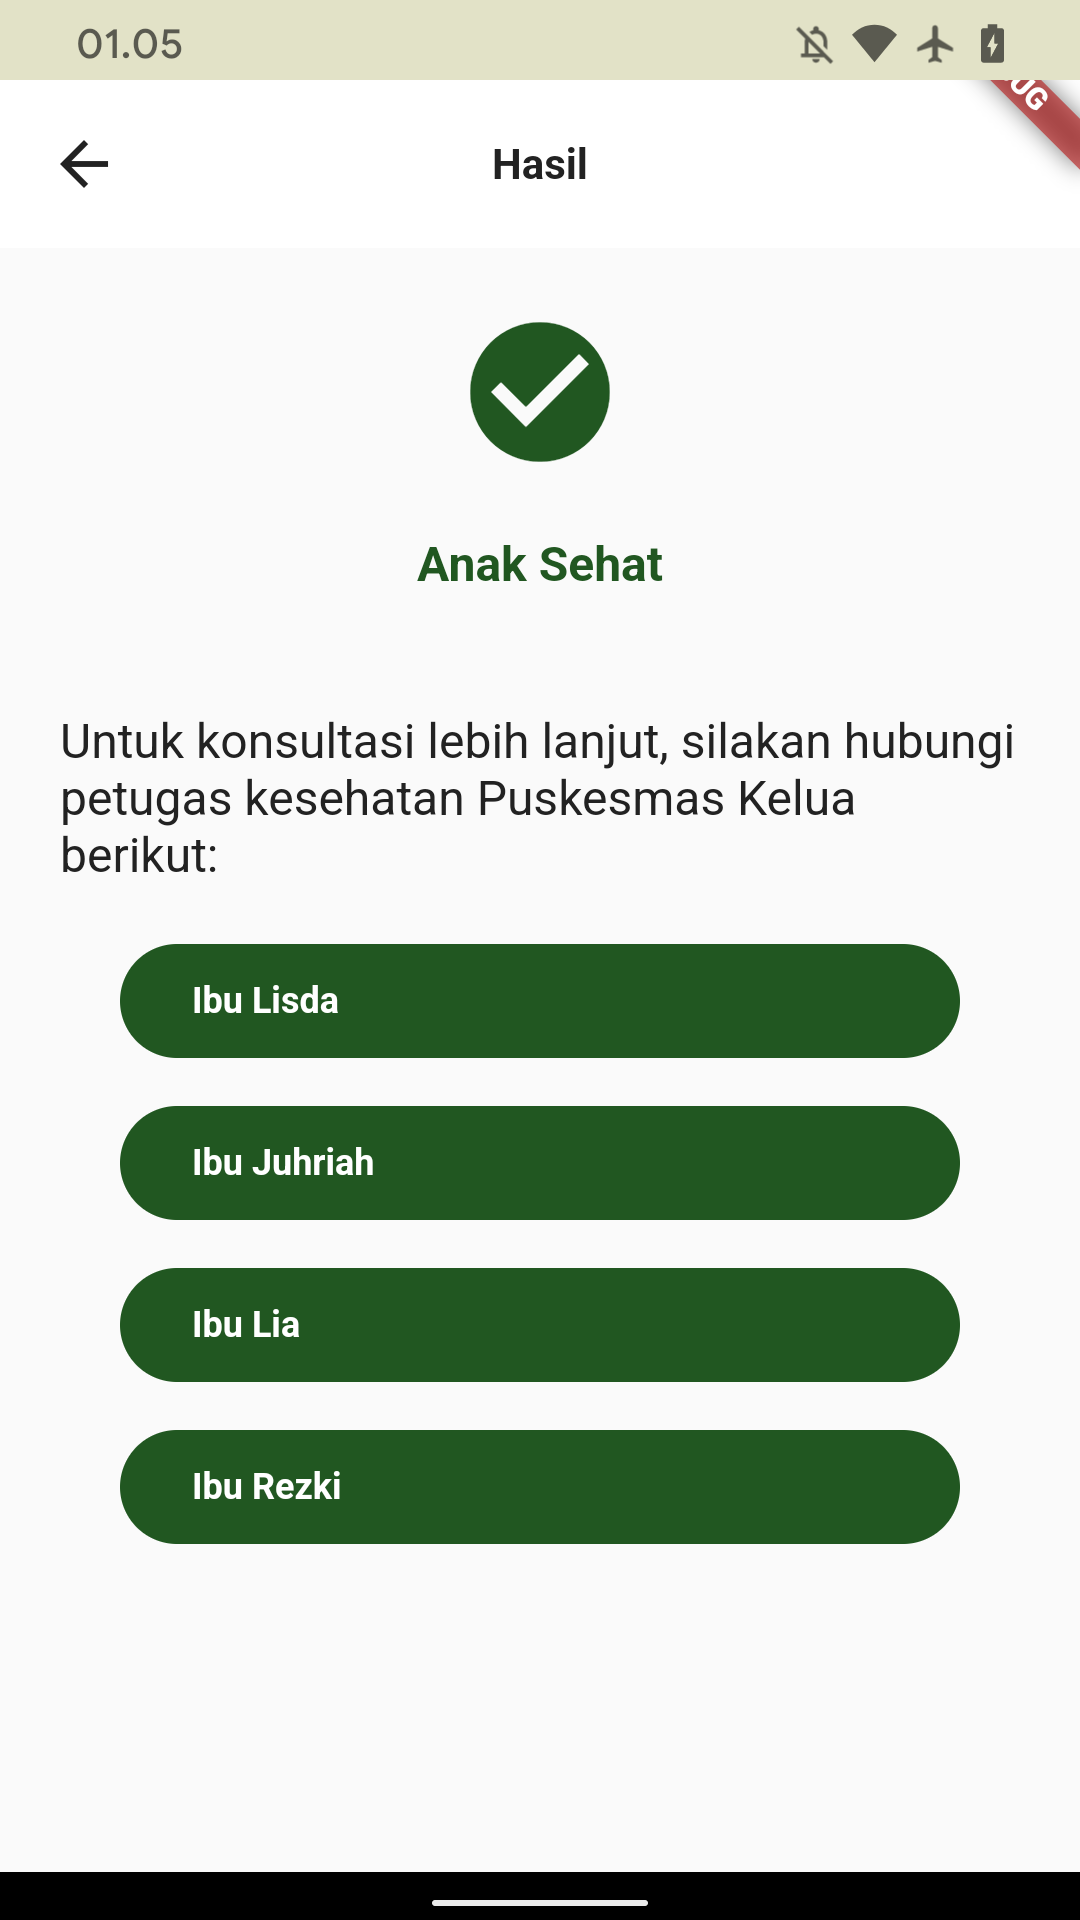 01.05
UG
Hasil
Anak Sehat
Untuk konsultasi lebih lanjut, silakan hubungi
petugas kesehatan Puskesmas Kelua
berikut:
Ibu Lisda
Ibu Juhriah
Ibu Lia
Ibu Rezki